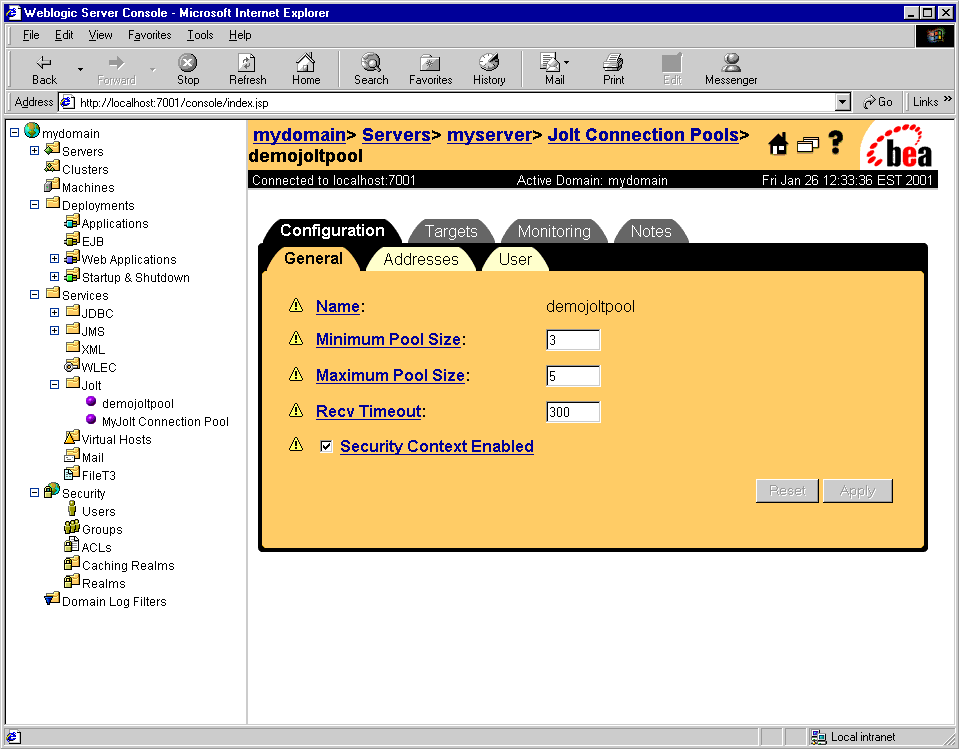 Weblogic Server Console - Microsoft Internet Explorer
File Edit View Favorites Tools Help
Back Forward Stop Refresh Home Search Favorites History Mail Print Edit Messenger
Address http://localhost:7001/console/index.jsp Go Links »
mydomain
Servers
Clusters
Machines
Deployments
Applications
EJB
Web Applications
Startup & Shutdown
Services
JDBC
JMS
XML
WLEC
Jolt
demojoltpool
MyJolt Connection Pool
Virtual Hosts
Mail
FileT3
Security
Users
Groups
ACLs
Caching Realms
Realms
Domain Log Filters
mydomain> Servers> myserver> Jolt Connection Pools>
demojoltpool
? bea
Connected to localhost:7001 Active Domain: mydomain Fri Jan 26 12:33:36 EST 2001
Configuration Targets Monitoring Notes
General Addresses User
Name: demojoltpool
Minimum Pool Size: 3
Maximum Pool Size: 5
Recv Timeout: 300
Security Context Enabled
Reset Apply
Local intranet